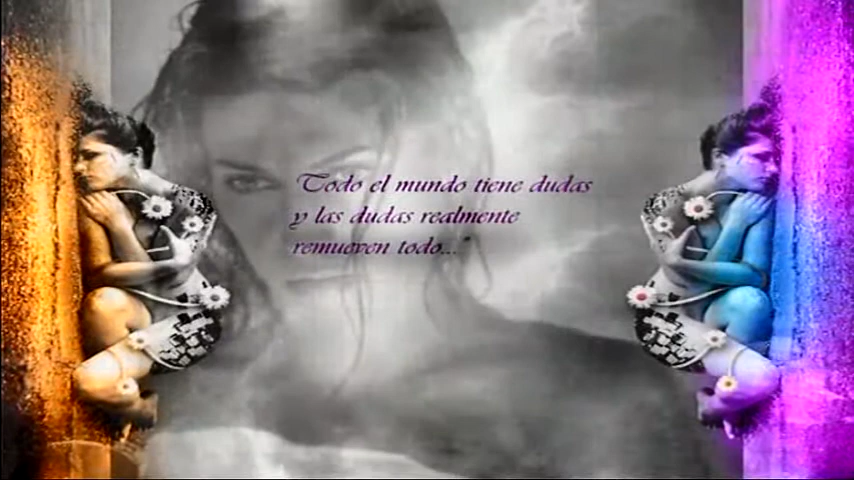 Todo el mundo tiene dudas
y las dudas realmente
remueven todo..."